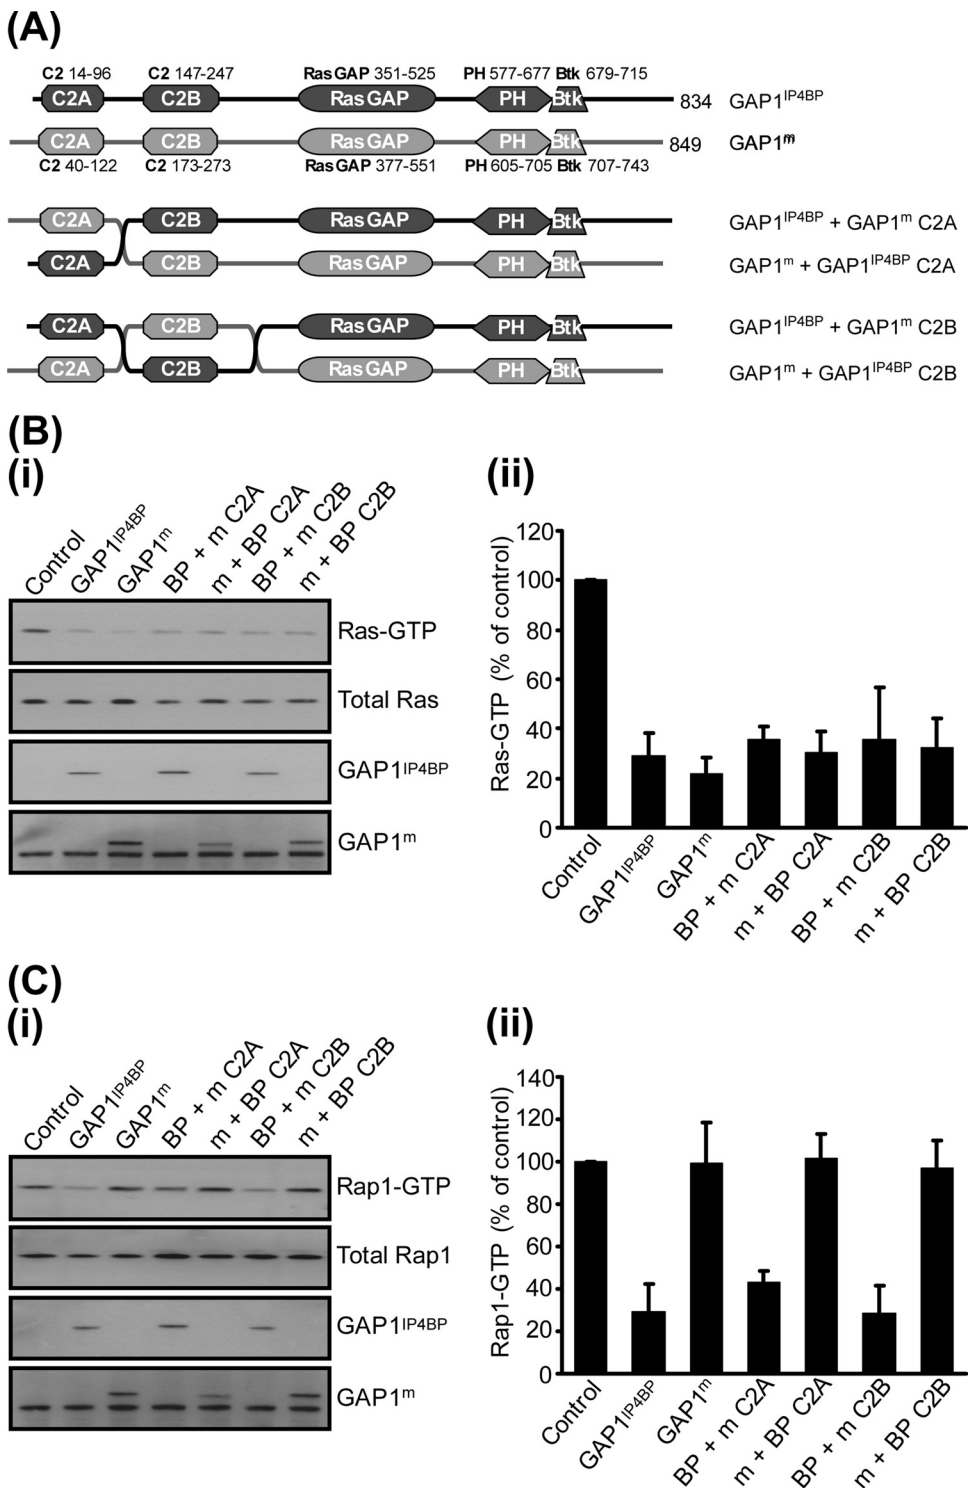 (A)
C2 14-96 C2 147-247 RasGAP 351-525 PH 577-677 Btk 679-715
C2A C2B RasGAP PH Btk 834 GAP1IP4BP
C2A C2B RasGAP PH Btk 849 GAP1m
C2 40-122 C2 173-273 RasGAP 377-551 PH 605-705 Btk 707-743
C2A C2B RasGAP PH Btk GAP1IP4BP + GAP1m C2A
C2A C2B RasGAP PH Btk GAP1m + GAP1IP4BP C2A
C2A C2B RasGAP PH Btk GAP1IP4BP + GAP1m C2B
C2A C2B RasGAP PH Btk GAP1m + GAP1IP4BP C2B
(B)
(i)
Control
GAP1IP4BP
GAP1m
BP + m C2A
m + BP C2A
BP + m C2B
m + BP C2B
Ras-GTP
Total Ras
GAP1IP4BP
GAP1m
(ii)
Ras-GTP (% of control)
120
100
80
60
40
20
0
Control
GAP1IP4BP
GAP1m
BP + m C2A
m + BP C2A
BP + m C2B
m + BP C2B
(C)
(i)
Control
GAP1IP4BP
GAP1m
BP + m C2A
m + BP C2A
BP + m C2B
m + BP C2B
Rap1-GTP
Total Rap1
GAP1IP4BP
GAP1m
(ii)
Rap1-GTP (% of control)
140
120
100
80
60
40
20
0
Control
GAP1IP4BP
GAP1m
BP + m C2A
m + BP C2A
BP + m C2B
m + BP C2B